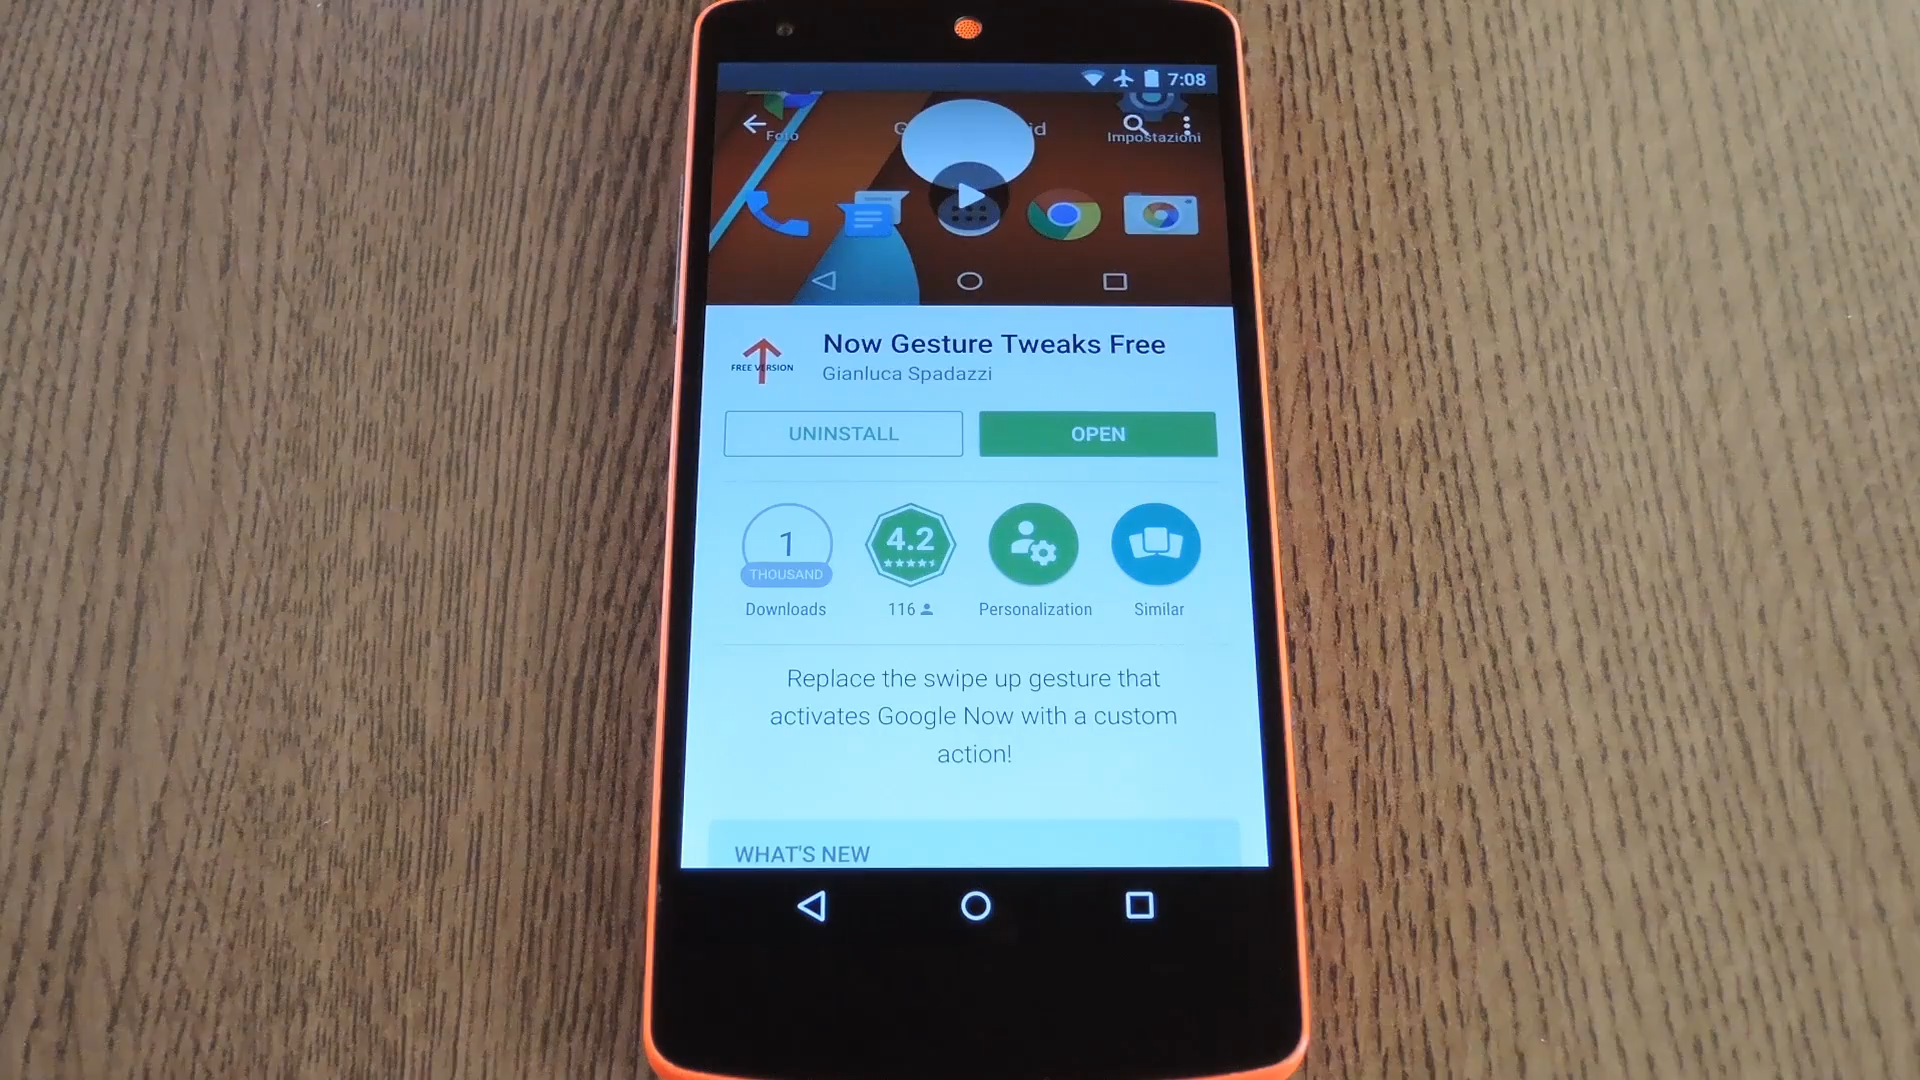 7:08
Foto
Impostazioni
FREE VERSION
Now Gesture Tweaks Free
Gianluca Spadazzi
UNINSTALL
OPEN
1
THOUSAND
4.2
Downloads
116
Personalization
Similar
Replace the swipe up gesture that
activates Google Now with a custom
action!
WHAT'S NEW